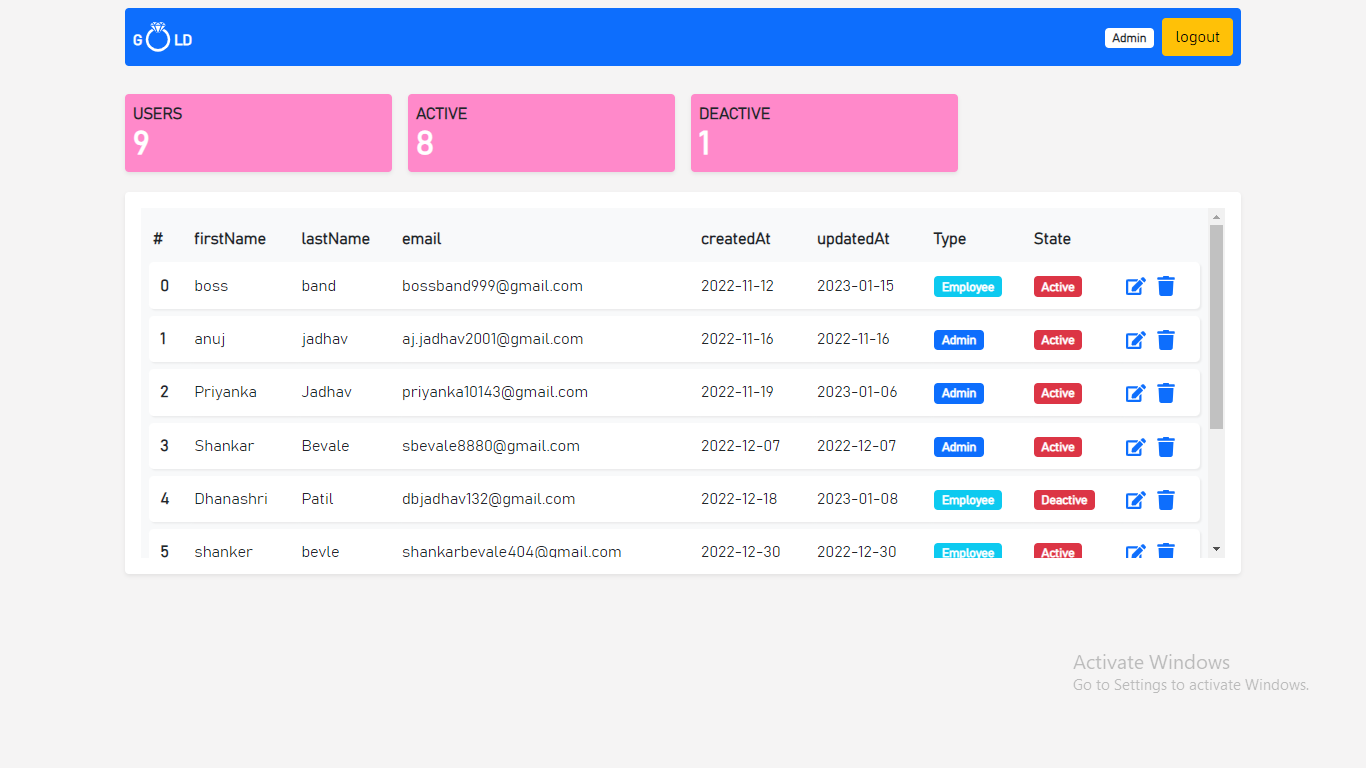 G LD Admin logout
USERS ACTIVE DEACTIVE
9 8 1
# firstName lastName email createdAt updatedAt Type State
0 boss band bossband999@gmail.com 2022-11-12 2023-01-15 Employee Active
1 anuj jadhav aj.jadhav2001@gmail.com 2022-11-16 2022-11-16 Admin Active
2 Priyanka Jadhav priyanka10143@gmail.com 2022-11-19 2023-01-06 Admin Active
3 Shankar Bevale sbevale8880@gmail.com 2022-12-07 2022-12-07 Admin Active
4 Dhanashri Patil dbjadhav132@gmail.com 2022-12-18 2023-01-08 Employee Deactive
5 shanker bevle shankarbevale404@gmail.com 2022-12-30 2022-12-30 Employee Active
Activate Windows
Go to Settings to activate Windows.